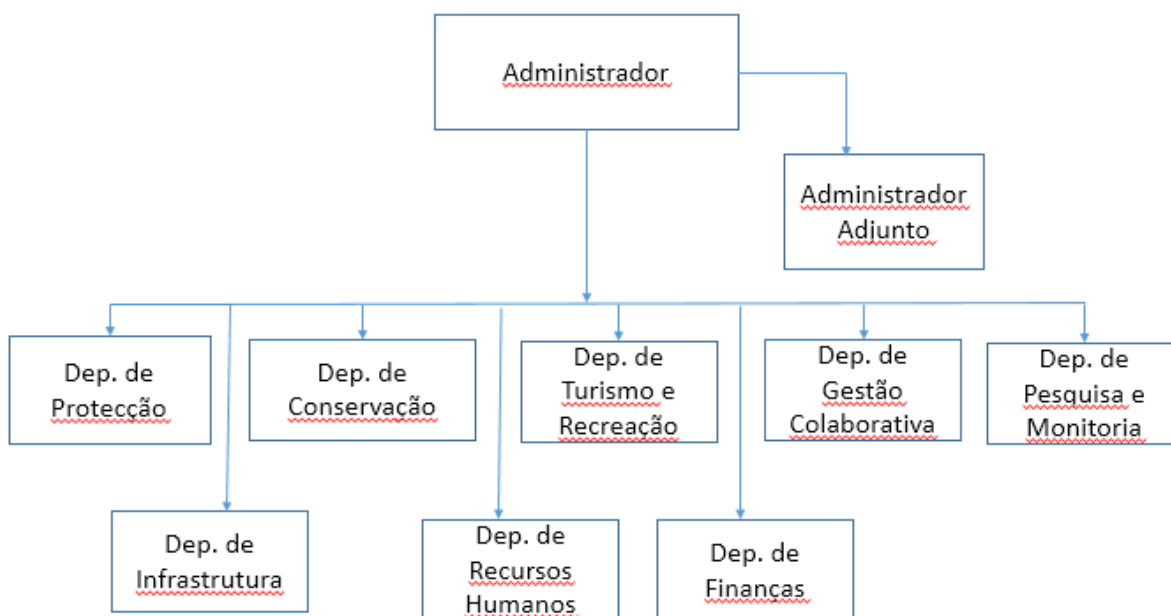 Administrador
Administrador
Adjunto
Dep. de
Protecção
Dep. de
Conservação
Dep. de
Turismo e
Recreação
Dep. de
Gestão
Colaborativa
Dep. de
Pesquisa e
Monitoria
Dep. de
Infrastrutura
Dep. de
Recursos
Humanos
Dep. de
Finanças